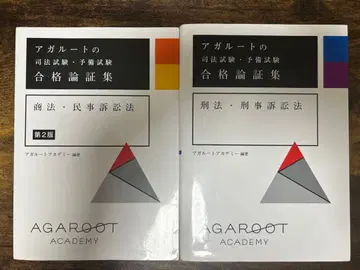 アガルートの
司法試験・予備試験
合格論証集
商法・民事訴訟法
第2版
アガルートアカデミー 編著
AGAROOT
ACADEMY
アガルートの
司法試験・予備試験
合格論証集
刑法・刑事訴訟法
アガルートアカデミー 編著
AGAROOT
ACADEMY